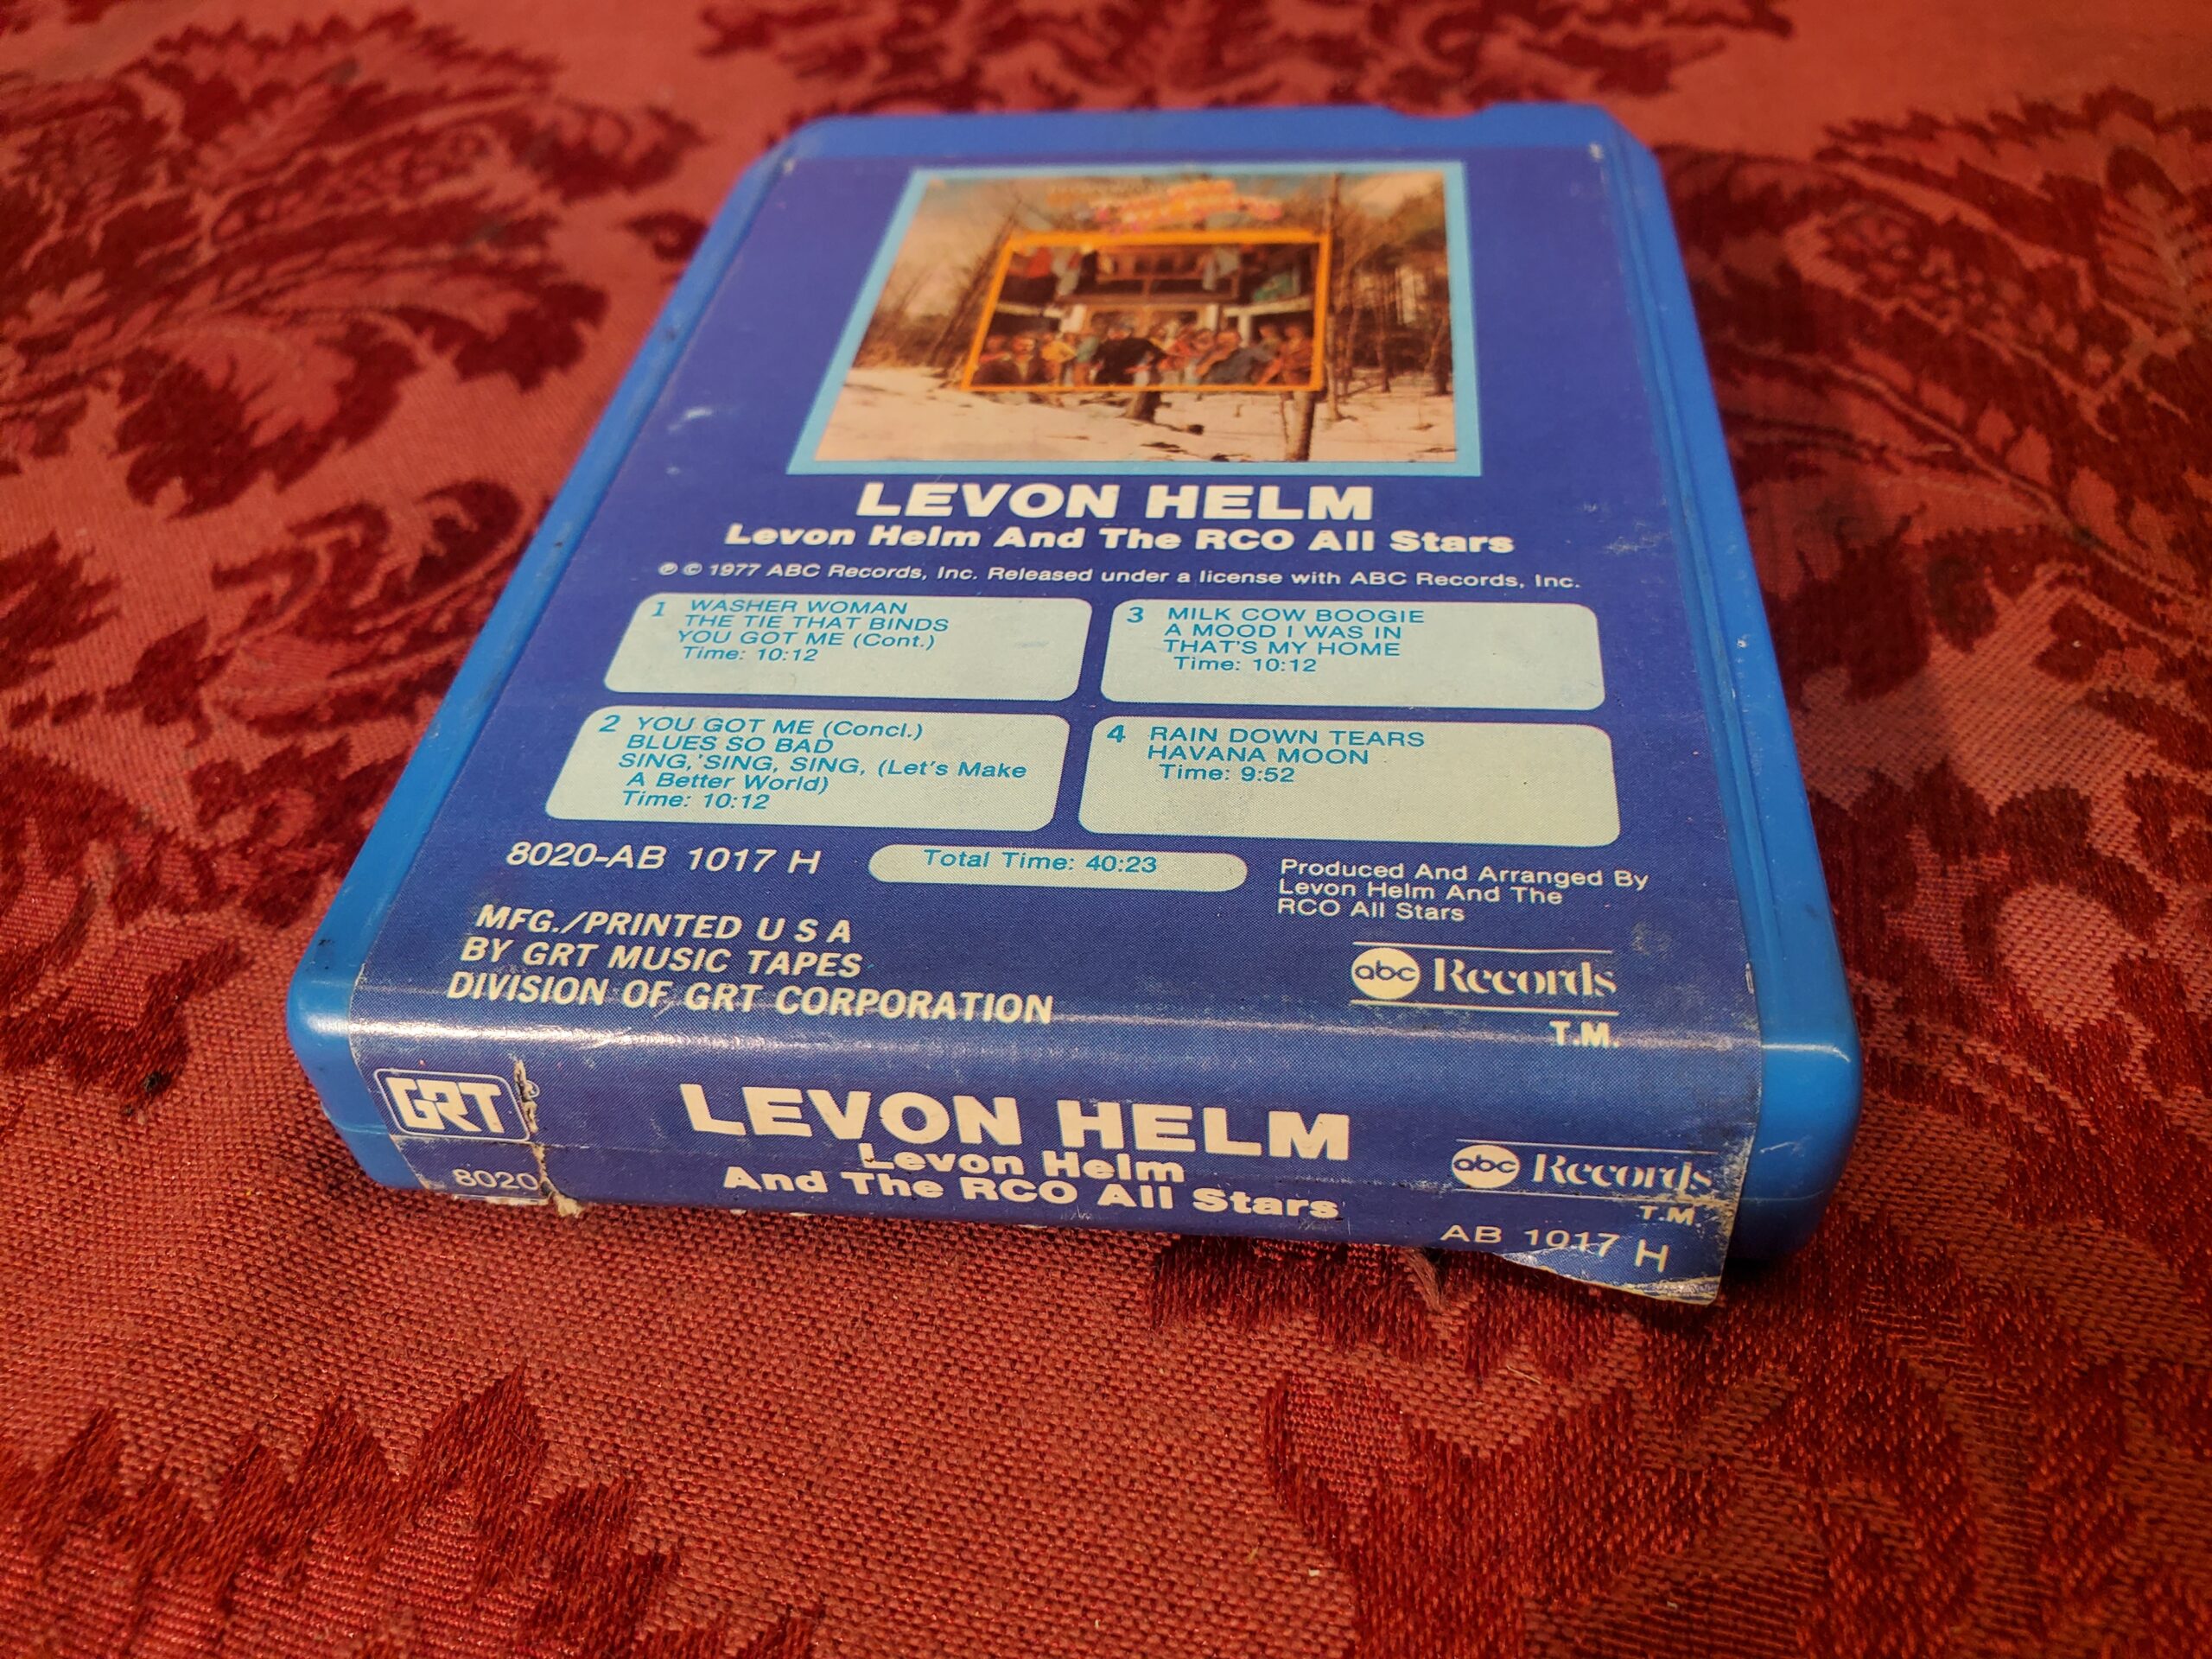 LEVON HELM
Levon Helm And The RCO All Stars
℗ © 1977 ABC Records, Inc. Released under a license with ABC Records, Inc.
1 WASHER WOMAN
THE TIE THAT BINDS
YOU GOT ME (Cont.)
Time: 10:12
2 YOU GOT ME (Concl.)
BLUES SO BAD
SING, SING, SING, (Let's Make
A Better World)
Time: 10:12
3 MILK COW BOOGIE
A MOOD I WAS IN
THAT'S MY HOME
Time: 10:12
4 RAIN DOWN TEARS
HAVANA MOON
Time: 9:52
8020-AB 1017 H
Total Time: 40:23
Produced And Arranged By
Levon Helm And The
RCO All Stars
MFG./PRINTED U S A
BY GRT MUSIC TAPES
DIVISION OF GRT CORPORATION
abc Records
T.M.
GRT ®
8020
LEVON HELM
Levon Helm
And The RCO All Stars
abc Records
T.M.
AB 1017 H